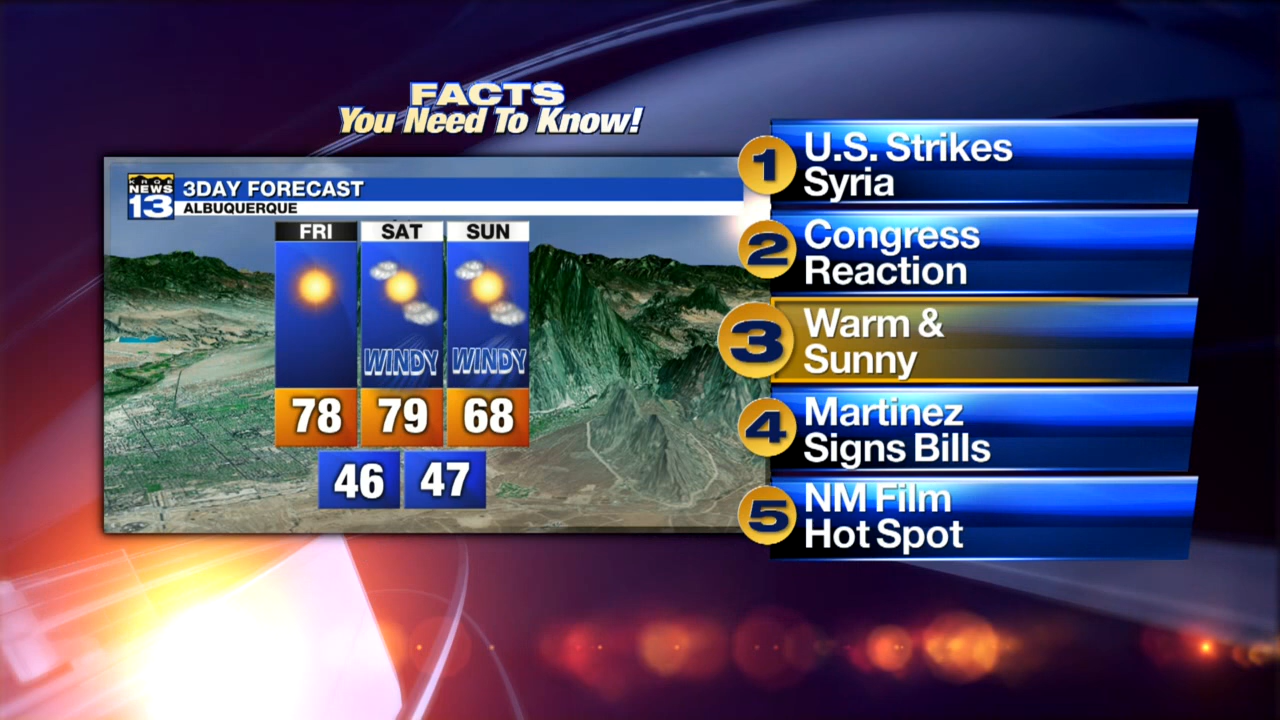 FACTS
You Need To Know!
KRQE
NEWS
13
3DAY FORECAST
ALBUQUERQUE
FRI SAT SUN
WINDY WINDY
78 79 68
46 47
1
U.S. Strikes
Syria
2
Congress
Reaction
3
Warm &
Sunny
4
Martinez
Signs Bills
5
NM Film
Hot Spot